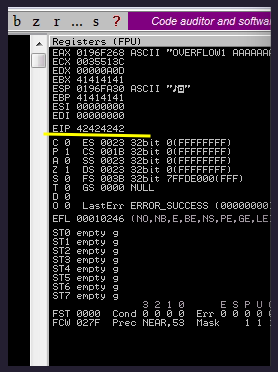 b z r ... s ? Code auditor and softwa
Registers (FPU)
EAX 0196F268 ASCII "OVERFLOW1 AAAAAA
ECX 0035513C
EDX 00000A0D
EBX 41414141
ESP 0196FA30 ASCII
EBP 41414141
ESI 00000000
EDI 00000000
EIP 42424242
C 0 ES 0023 32bit 0(FFFFFFFF)
P 1 CS 001B 32bit 0(FFFFFFFF)
A 0 SS 0023 32bit 0(FFFFFFFF)
Z 1 DS 0023 32bit 0(FFFFFFFF)
S 0 FS 003B 32bit 7FFDE000(FFF)
T 0 GS 0000 NULL
D 0
O 0 LastErr ERROR_SUCCESS (00000000)
EFL 00010246 (NO,NB,E,BE,NS,PE,GE,LE)
ST0 empty g
ST1 empty g
ST2 empty g
ST3 empty g
ST4 empty g
ST5 empty g
ST6 empty g
ST7 empty g
3 2 1 0 E S P U
FST 0000 Cond 0 0 0 0 Err 0 0 0 0
FCW 027F Prec NEAR,53 Mask 1 1